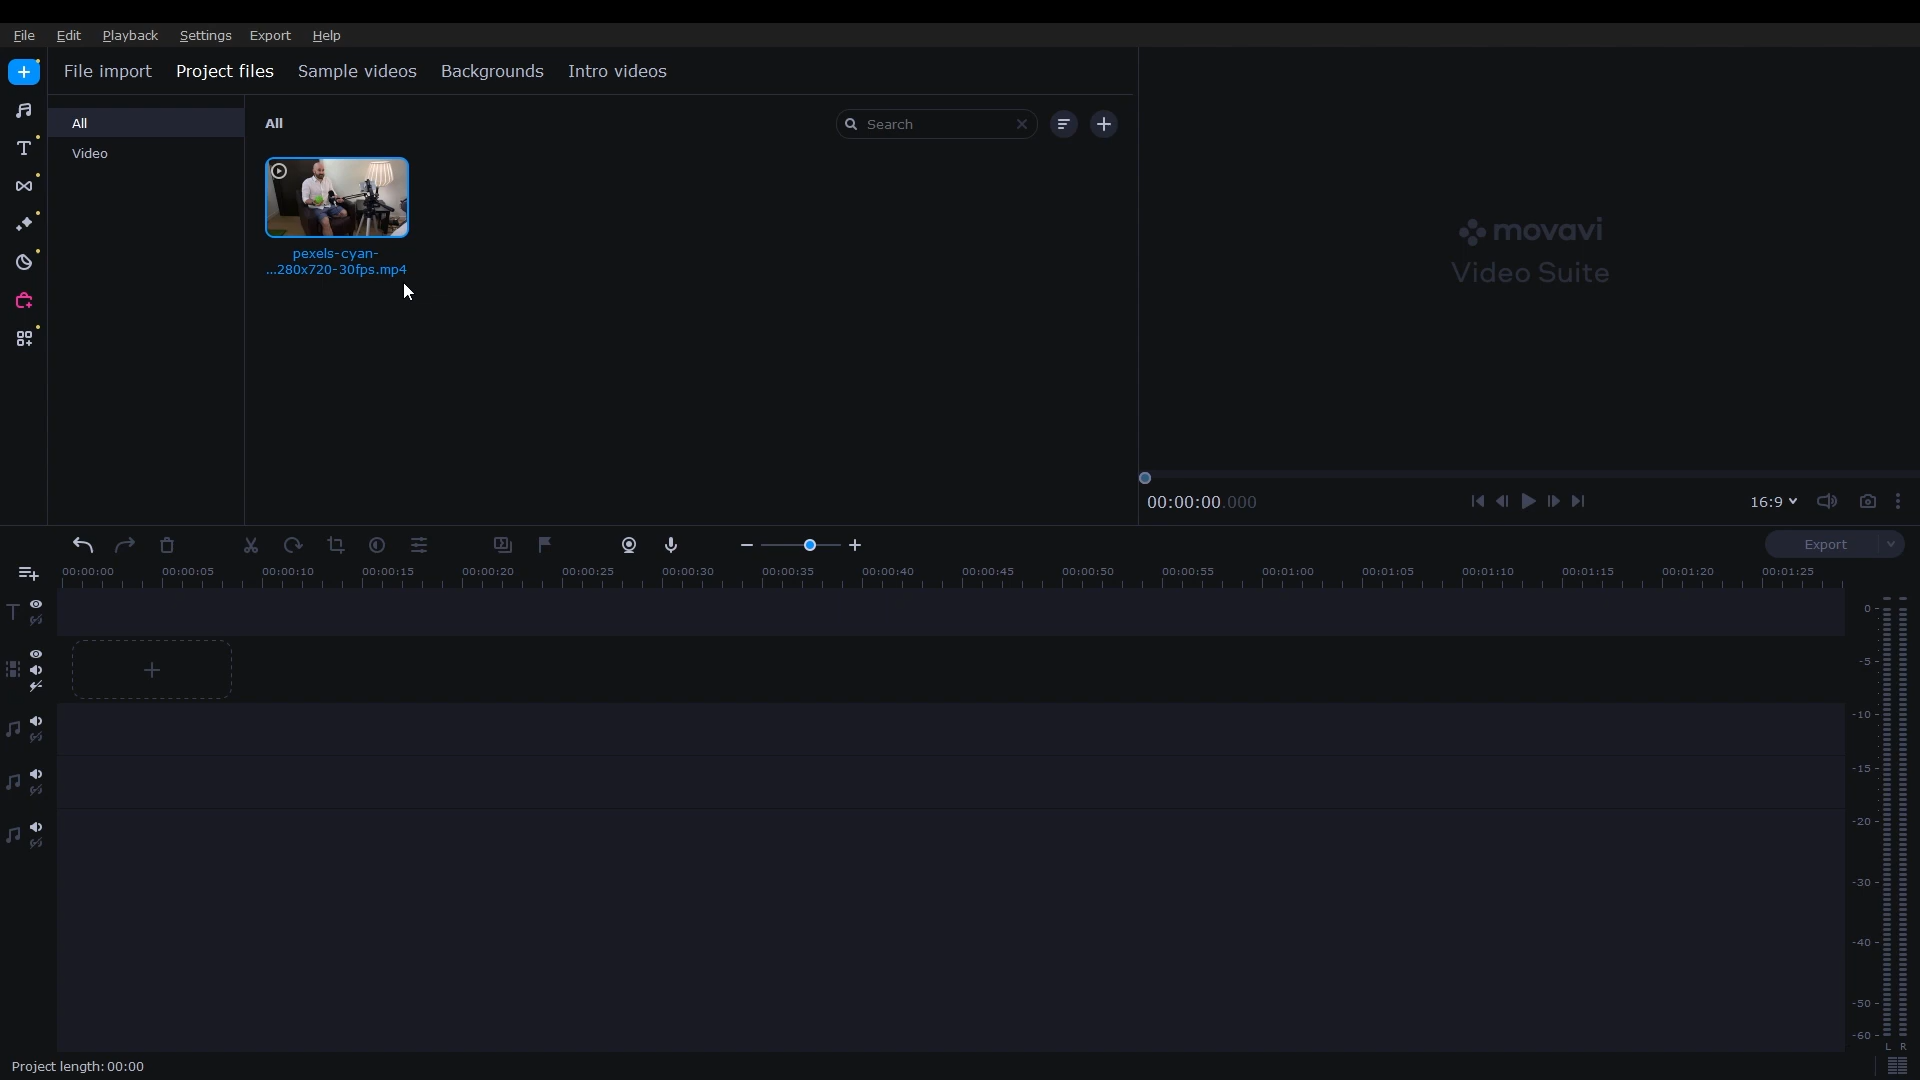 File Edit Playback Settings Export Help
File import Project files Sample videos Backgrounds Intro videos
All
Video
All
Search
pexels-cyan-
...280x720-30fps.mp4
movavi
Video Suite
00:00:00.000
16:9
Export
00:00:00 00:00:05 00:00:10 00:00:15 00:00:20 00:00:25 00:00:30 00:00:35 00:00:40 00:00:45 00:00:50 00:00:55 00:01:00 00:01:05 00:01:10 00:01:15 00:01:20 00:01:25
T
0
-5
-10
-15
-20
-30
-40
-50
-60
L R
Project length: 00:00